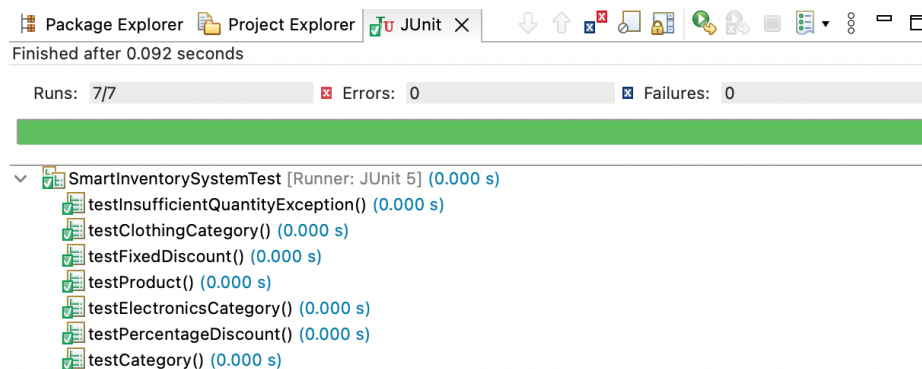 Package Explorer Project Explorer JUnit
Finished after 0.092 seconds
Runs: 7/7 Errors: 0 Failures: 0
SmartInventorySystemTest [Runner: JUnit 5] (0.000 s)
testInsufficientQuantityException() (0.000 s)
testClothingCategory() (0.000 s)
testFixedDiscount() (0.000 s)
testProduct() (0.000 s)
testElectronicsCategory() (0.000 s)
testPercentageDiscount() (0.000 s)
testCategory() (0.000 s)